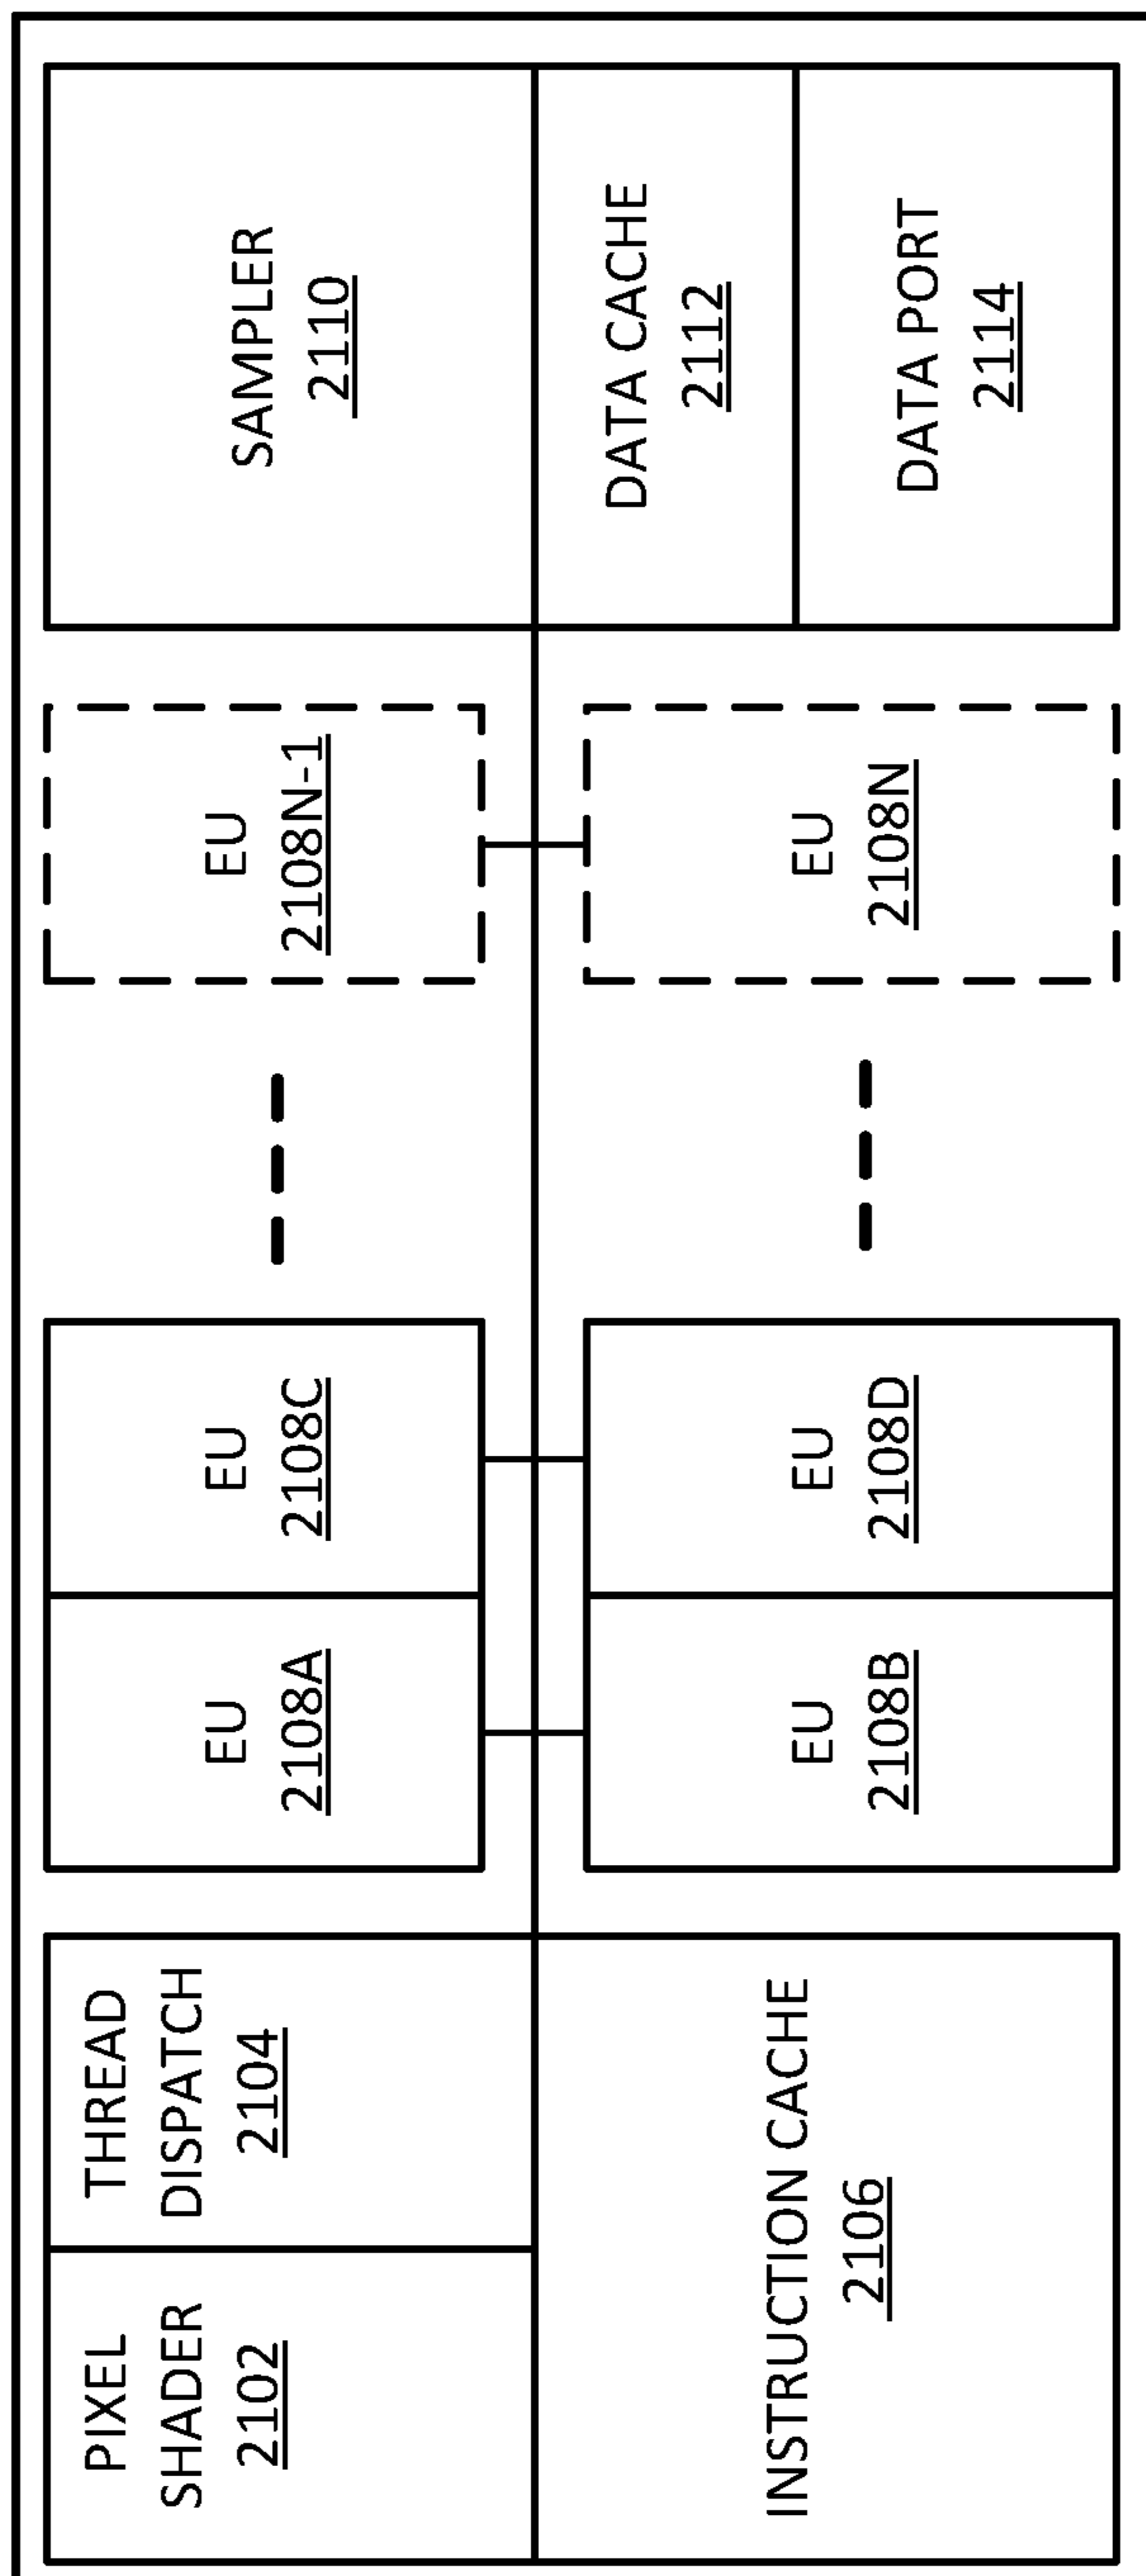 PIXEL
SHADER
2102
THREAD
DISPATCH
2104
INSTRUCTION CACHE
2106
EU
2108A
EU
2108C
EU
2108B
EU
2108D
EU
2108N-1
EU
2108N
SAMPLER
2110
DATA CACHE
2112
DATA PORT
2114